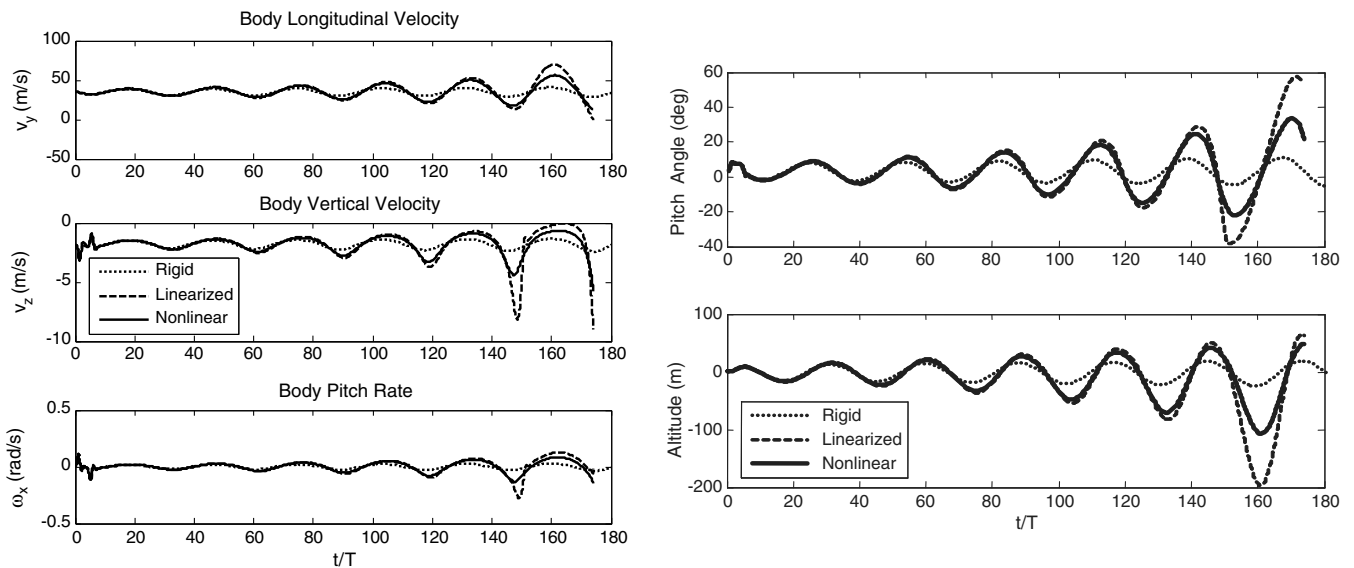 Body Longitudinal Velocity
100
50
0
-50
v_y (m/s)
0 20 40 60 80 100 120 140 160 180
Body Vertical Velocity
0
-5
-10
v_z (m/s)
Rigid
Linearized
Nonlinear
0 20 40 60 80 100 120 140 160 180
Body Pitch Rate
0.5
0
-0.5
ω_x (rad/s)
0 20 40 60 80 100 120 140 160 180
t/T
60
40
20
0
-20
-40
Pitch Angle (deg)
0 20 40 60 80 100 120 140 160 180
100
0
-100
-200
Altitude (m)
Rigid
Linearized
Nonlinear
0 20 40 60 80 100 120 140 160 180
t/T